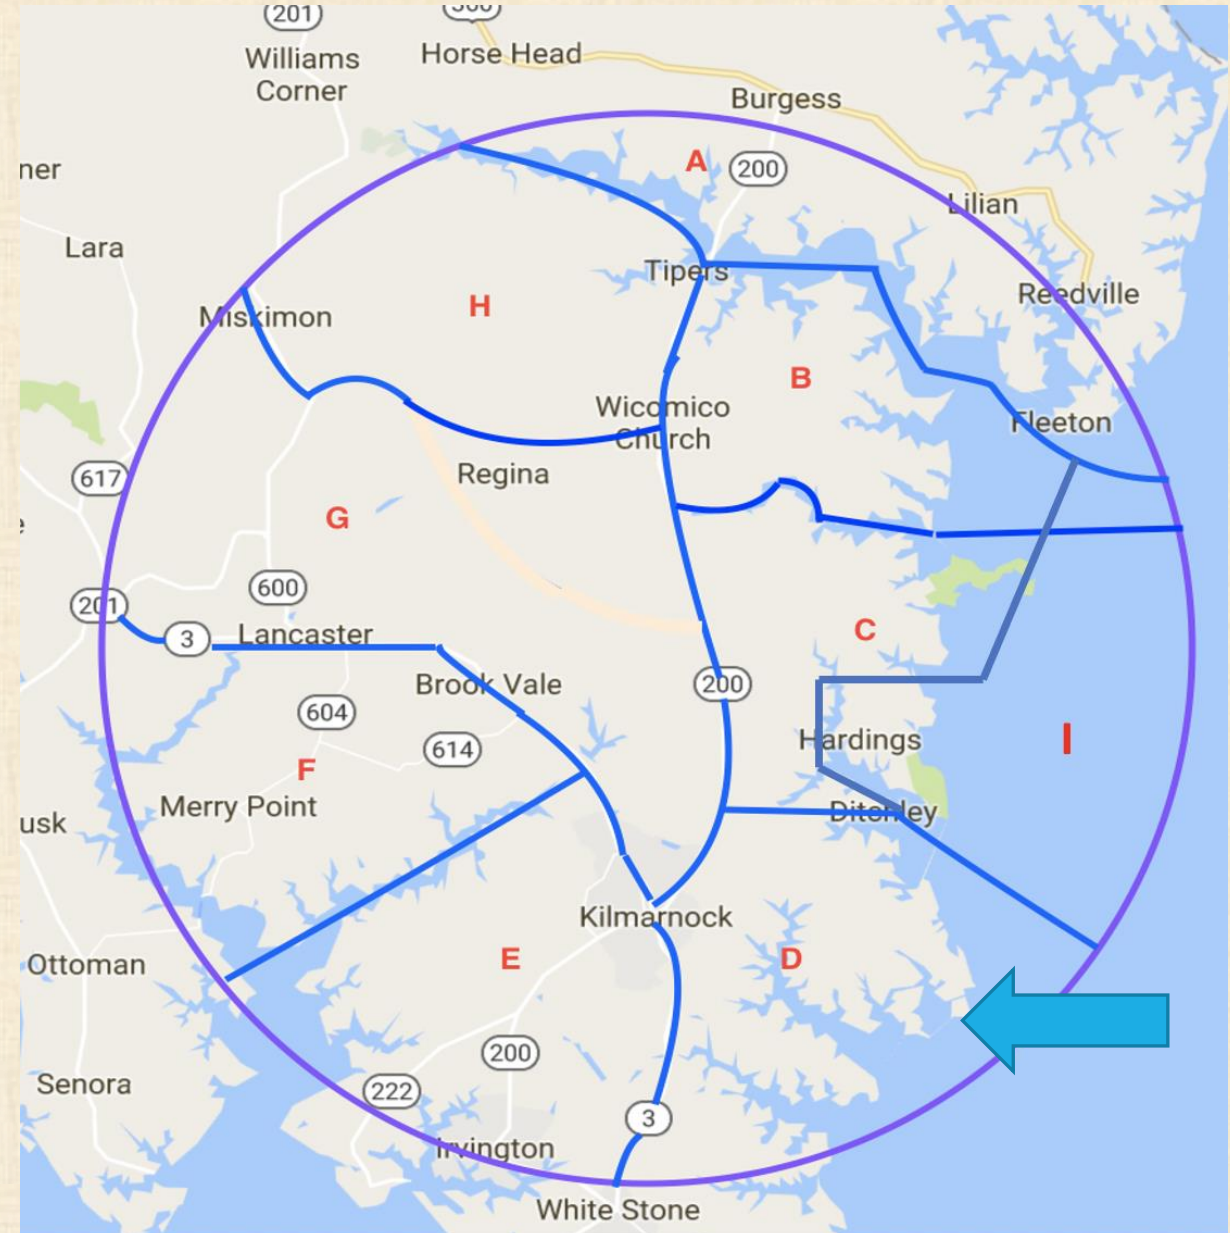 201
Williams
Corner
Horse Head
Burgess
A
200
Lilian
Lara
Tipers
Reedville
H
Miskimon
B
Wicomico
Church
Fleeton
Regina
617
G
600
201
3
Lancaster
C
Brook Vale
200
604
614
Hardings
I
F
Merry Point
Ditchley
Kilmarnock
E
D
Ottoman
200
Senora
222
3
Irvington
White Stone